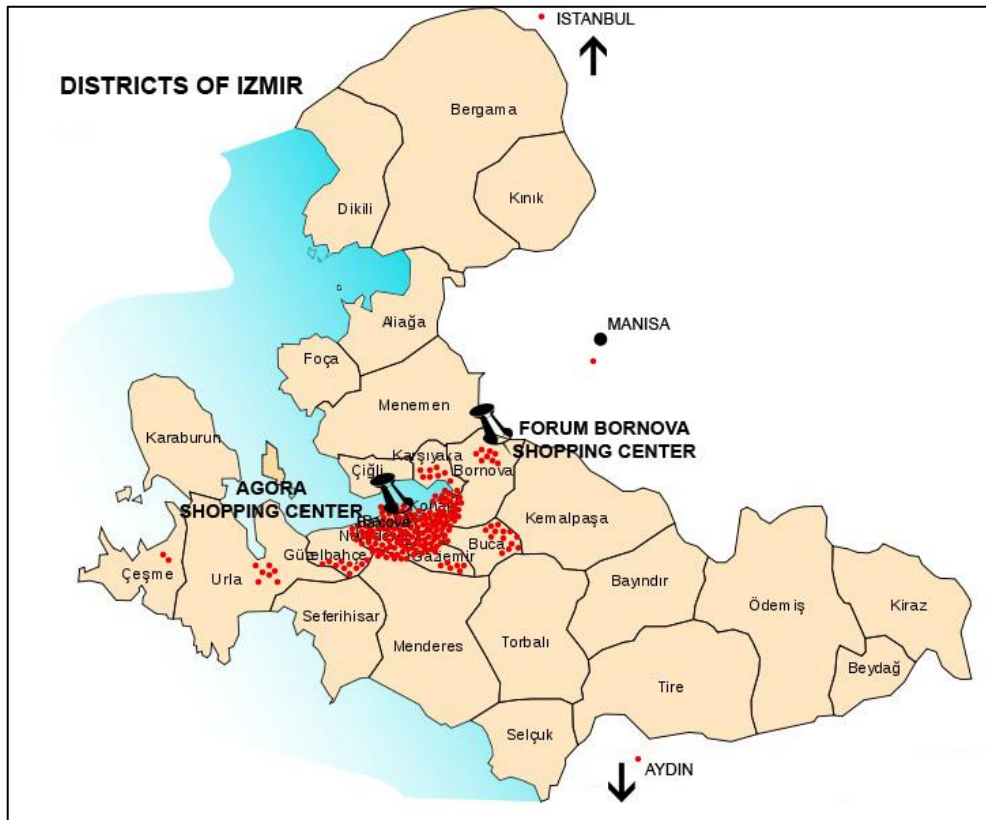 ISTANBUL
DISTRICTS OF IZMIR
Bergama
Kınık
Dikili
MANISA
Aliağa
Foça
Menemen
Karaburun
FORUM BORNOVA
SHOPPING CENTER
Karşıyaka
Bornova
Çiğli
AGORA
SHOPPING CENTER
Kemalpaşa
Buca
Güzelbahçe
Gaziemir
Çeşme
Urla
Bayındır
Ödemiş
Kiraz
Seferihisar
Menderes
Torbalı
Beydağ
Tire
Selçuk
AYDIN